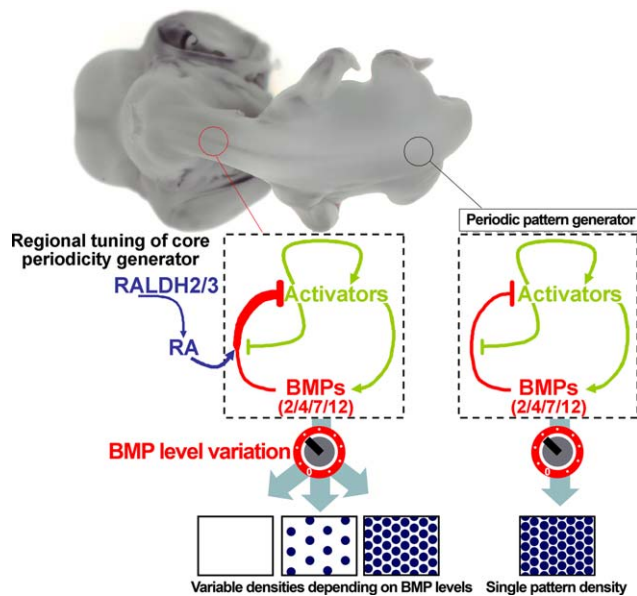 Periodic pattern generator
Regional tuning of core
periodicity generator
RALDH2/3
RA
Activators
BMPs
(2/4/7/12)
Activators
BMPs
(2/4/7/12)
BMP level variation
0
0
Variable densities depending on BMP levels
Single pattern density